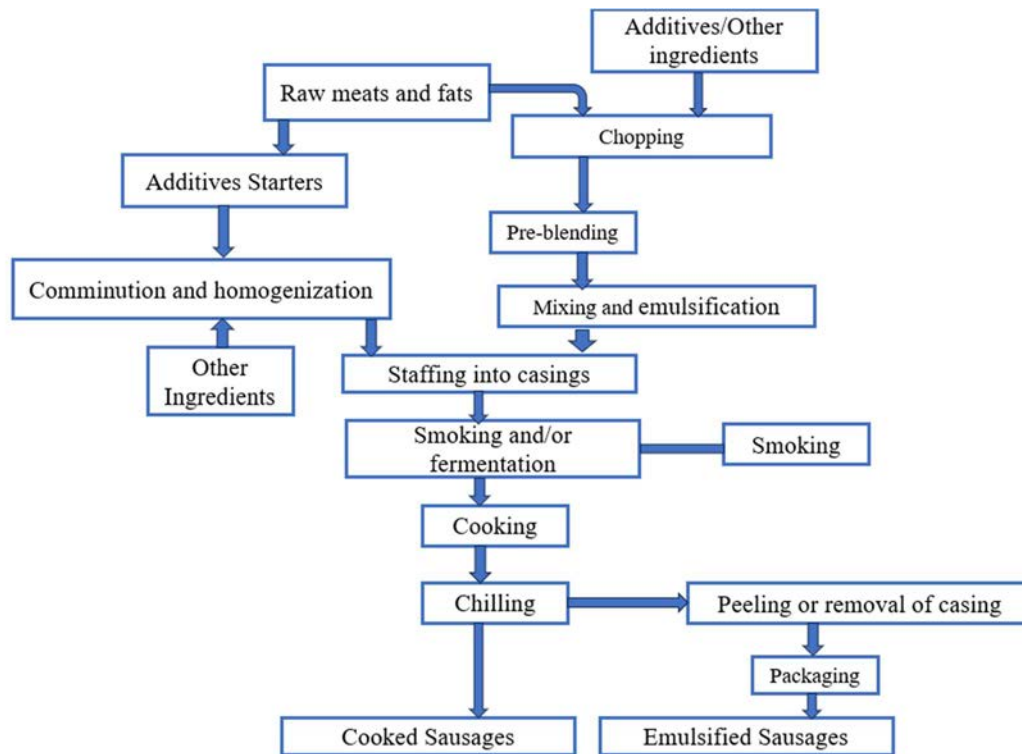 Additives/Other
ingredients
Raw meats and fats
Chopping
Additives Starters
Pre-blending
Comminution and homogenization
Mixing and emulsification
Other
Ingredients
Staffing into casings
Smoking and/or
fermentation
Smoking
Cooking
Chilling
Peeling or removal of casing
Packaging
Cooked Sausages
Emulsified Sausages